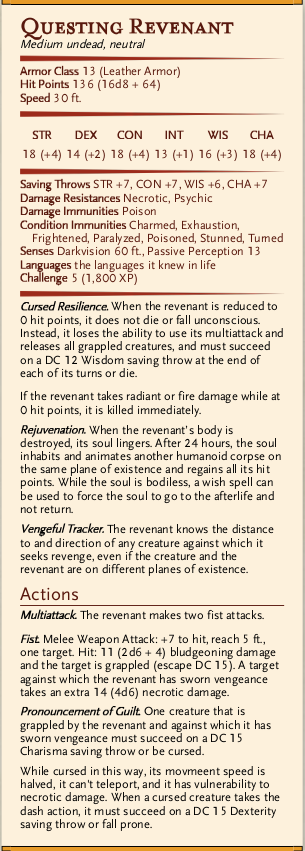 Questing Revenant
Medium undead, neutral
Armor Class 13 (Leather Armor)
Hit Points 136 (16d8 + 64)
Speed 30 ft.
STR DEX CON INT WIS CHA
18 (+4) 14 (+2) 18 (+4) 13 (+1) 16 (+3) 18 (+4)
Saving Throws STR +7, CON +7, WIS +6, CHA +7
Damage Resistances Necrotic, Psychic
Damage Immunities Poison
Condition Immunities Charmed, Exhaustion,
Frightened, Paralyzed, Poisoned, Stunned, Turned
Senses Darkvision 60 ft., Passive Perception 13
Languages the languages it knew in life
Challenge 5 (1,800 XP)
Cursed Resilience. When the revenant is reduced to
0 hit points, it does not die or fall unconscious.
Instead, it loses the ability to use its multiattack and
releases all grappled creatures, and must succeed
on a DC 12 Wisdom saving throw at the end of
each of its turns or die.
If the revenant takes radiant or fire damage while at
0 hit points, it is killed immediately.
Rejuvenation. When the revenant's body is
destroyed, its soul lingers. After 24 hours, the soul
inhabits and animates another humanoid corpse on
the same plane of existence and regains all its hit
points. While the soul is bodiless, a wish spell can
be used to force the soul to go to the afterlife and
not return.
Vengeful Tracker. The revenant knows the distance
to and direction of any creature against which it
seeks revenge, even if the creature and the
revenant are on different planes of existence.
Actions
Multiattack. The revenant makes two fist attacks.
Fist. Melee Weapon Attack: +7 to hit, reach 5 ft.,
one target. Hit: 11 (2d6 + 4) bludgeoning damage
and the target is grappled (escape DC 15). A target
against which the revenant has sworn vengeance
takes an extra 14 (4d6) necrotic damage.
Pronouncement of Guilt. One creature that is
grappled by the revenant and against which it has
sworn vengeance must succeed on a DC 15
Charisma saving throw or be cursed.
While cursed in this way, its movmeent speed is
halved, it can't teleport, and it has vulnerability to
necrotic damage. When a cursed creature takes the
dash action, it must succeed on a DC 15 Dexterity
saving throw or fall prone.